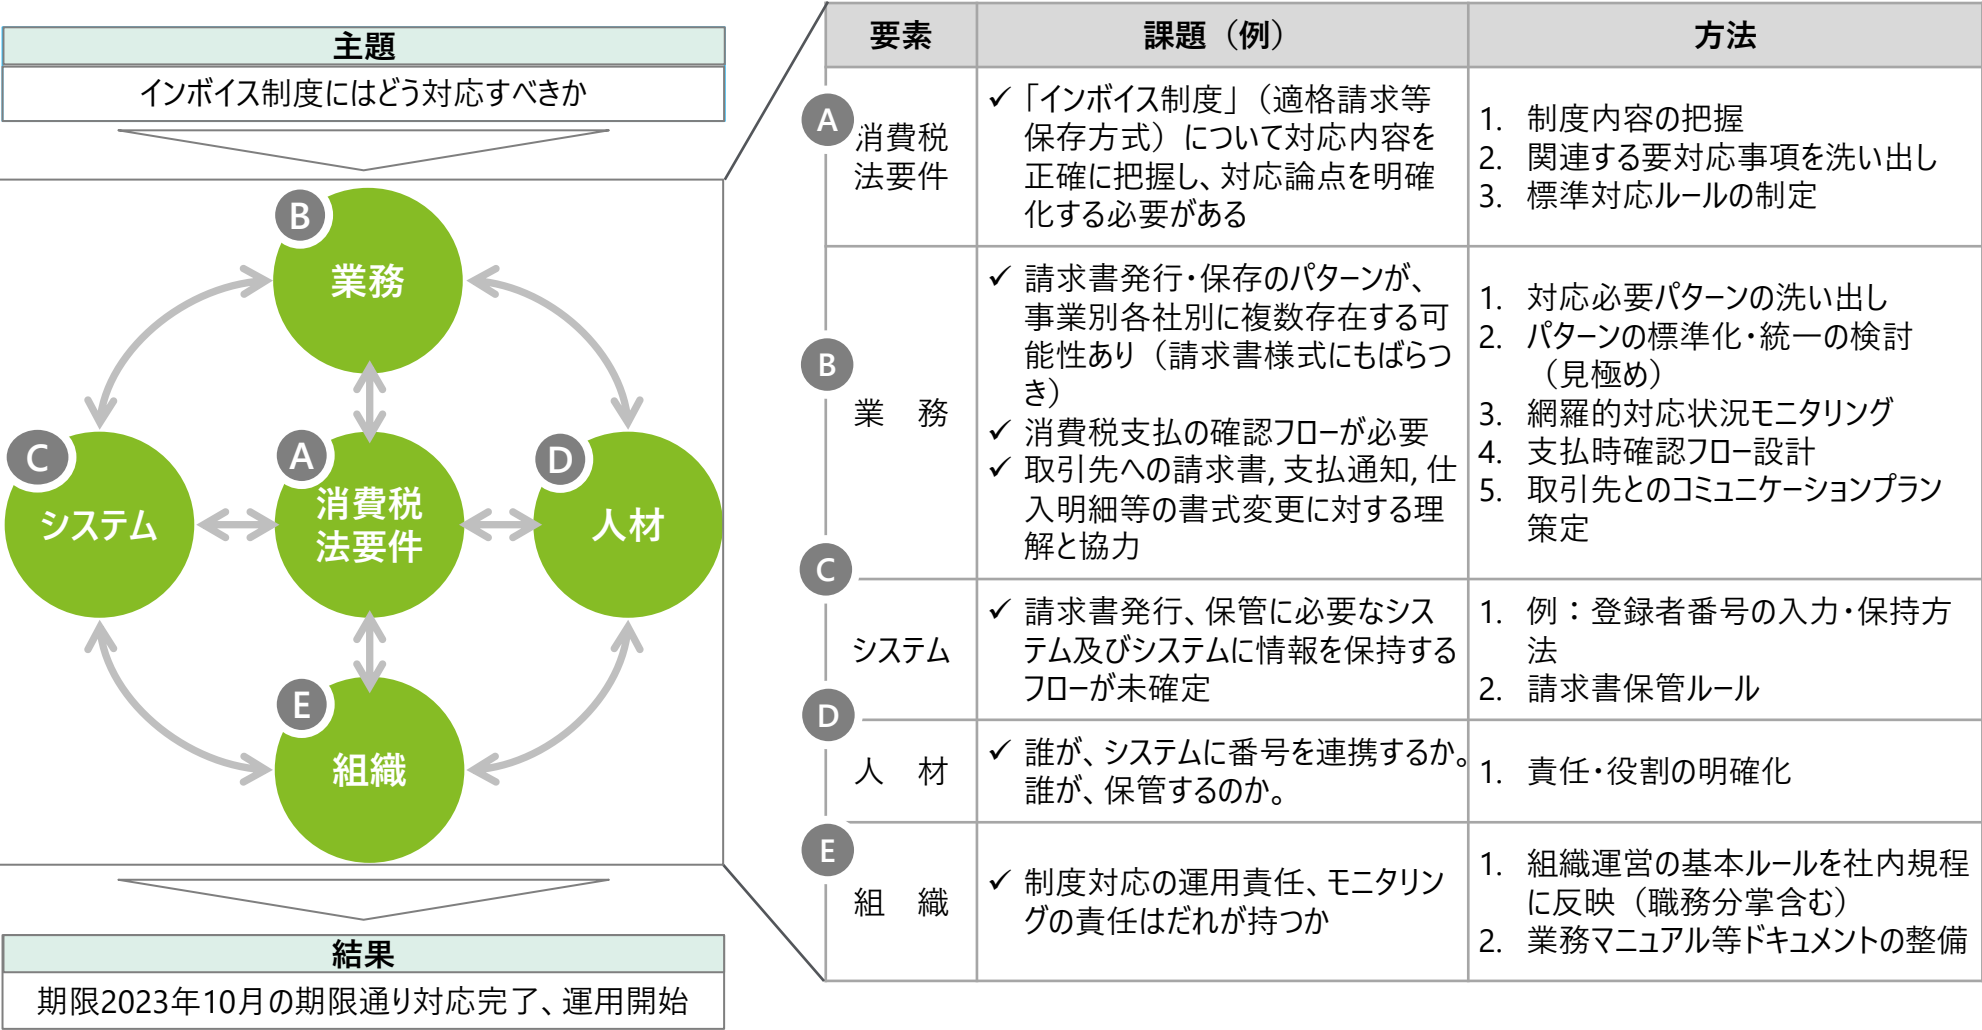 主題
インボイス制度にはどう対応すべきか
B
業務
C
システム
A
消費税
法要件
D
人材
E
組織
結果
期限2023年10月の期限通り対応完了、運用開始
要素
課題（例）
方法
A
消費税
法要件
✓「インボイス制度」（適格請求等
保存方式）について対応内容を
正確に把握し、対応論点を明確
化する必要がある
1. 制度内容の把握
2. 関連する要対応事項を洗い出し
3. 標準対応ルールの制定
B
業　務
✓ 請求書発行・保存のパターンが、
事業別各社別に複数存在する可
能性あり（請求書様式にもばらつ
き）
✓ 消費税支払の確認フローが必要
✓ 取引先への請求書, 支払通知, 仕
入明細等の書式変更に対する理
解と協力
1. 対応必要パターンの洗い出し
2. パターンの標準化・統一の検討
（見極め）
3. 網羅的対応状況モニタリング
4. 支払時確認フロー設計
5. 取引先とのコミュニケーションプラン
策定
C
システム
✓ 請求書発行、保管に必要なシス
テム及びシステムに情報を保持する
フローが未確定
1. 例：登録者番号の入力・保持方
法
2. 請求書保管ルール
D
人　材
✓ 誰が、システムに番号を連携するか。
誰が、保管するのか。
1. 責任・役割の明確化
E
組　織
✓ 制度対応の運用責任、モニタリン
グの責任はだれが持つか
1. 組織運営の基本ルールを社内規程
に反映（職務分掌含む）
2. 業務マニュアル等ドキュメントの整備